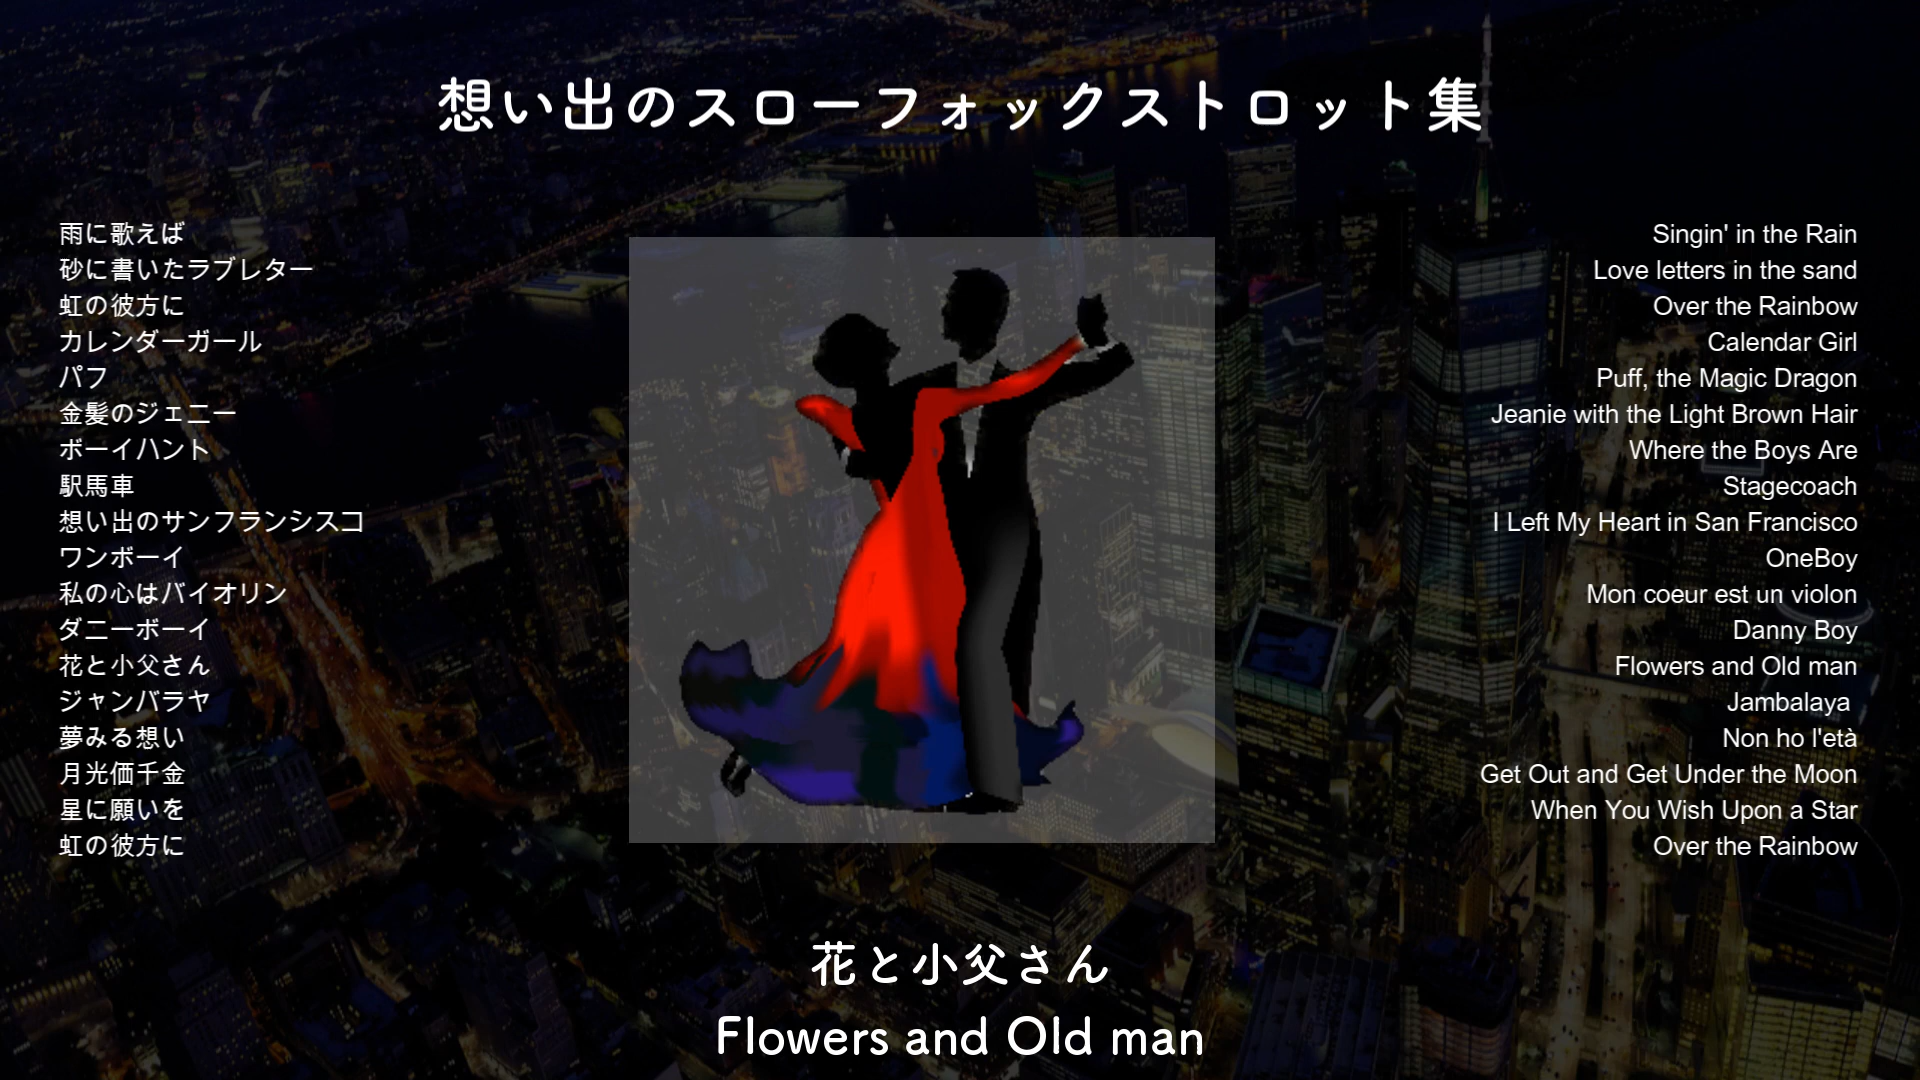 想い出のスローフォックストロット集
雨に歌えば
砂に書いたラブレター
虹の彼方に
カレンダーガール
パフ
金髪のジェニー
ボーイハント
駅馬車
想い出のサンフランシスコ
ワンボーイ
私の心はバイオリン
ダニーボーイ
花と小父さん
ジャンバラヤ
夢みる想い
月光価千金
星に願いを
虹の彼方に
Singin' in the Rain
Love letters in the sand
Over the Rainbow
Calendar Girl
Puff, the Magic Dragon
Jeanie with the Light Brown Hair
Where the Boys Are
Stagecoach
I Left My Heart in San Francisco
OneBoy
Mon coeur est un violon
Danny Boy
Flowers and Old man
Jambalaya
Non ho l'età
Get Out and Get Under the Moon
When You Wish Upon a Star
Over the Rainbow
花と小父さん
Flowers and Old man